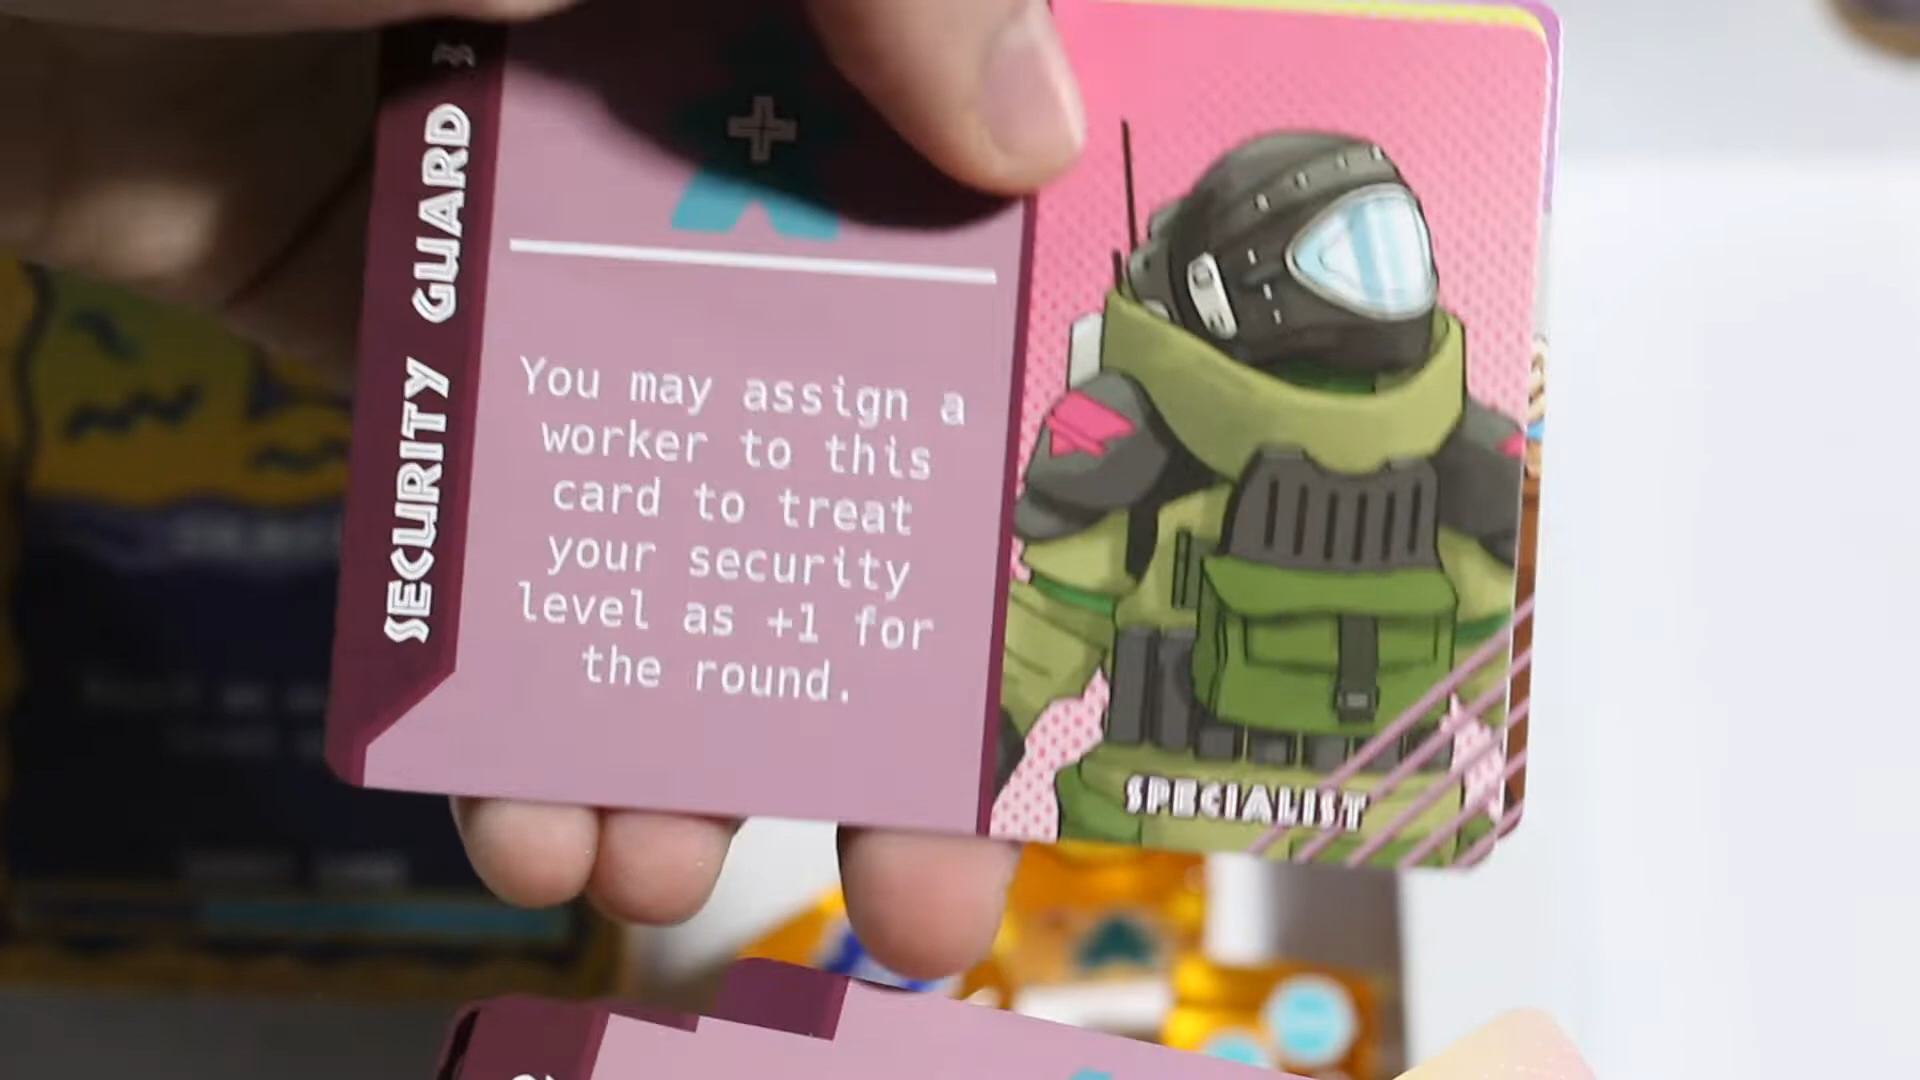 SECURITY GUARD
+
You may assign a
worker to this
card to treat
your security
level as +1 for
the round.
SPECIALIST